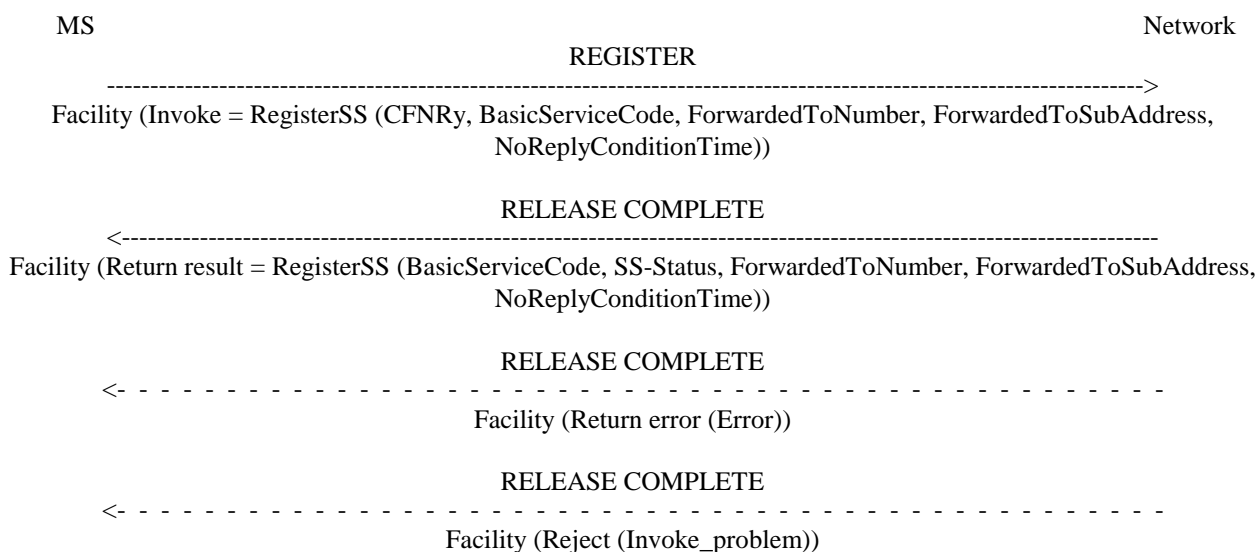 MS Network
REGISTER
------------------------------------------------------------------------------------------------------------------------>
Facility (Invoke = RegisterSS (CFNRy, BasicServiceCode, ForwardedToNumber, ForwardedToSubAddress,
NoReplyConditionTime))
RELEASE COMPLETE
<------------------------------------------------------------------------------------------------------------------------
Facility (Return result = RegisterSS (BasicServiceCode, SS-Status, ForwardedToNumber, ForwardedToSubAddress,
NoReplyConditionTime))
RELEASE COMPLETE
<- - - - - - - - - - - - - - - - - - - - - - - - - - - - - - - - - - - - - - - - - - - - - - - - - - - - - - - - - - -
Facility (Return error (Error))
RELEASE COMPLETE
<- - - - - - - - - - - - - - - - - - - - - - - - - - - - - - - - - - - - - - - - - - - - - - - - - - - - - - - - - - -
Facility (Reject (Invoke_problem))